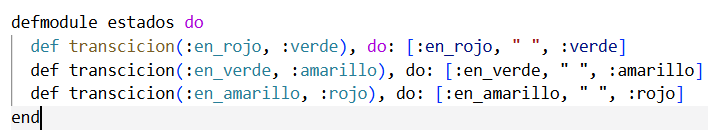 defmodule estados do
  def transcicion(:en_rojo, :verde), do: [:en_rojo, " ", :verde]
  def transcicion(:en_verde, :amarillo), do: [:en_verde, " ", :amarillo]
  def transcicion(:en_amarillo, :rojo), do: [:en_amarillo, " ", :rojo]
end